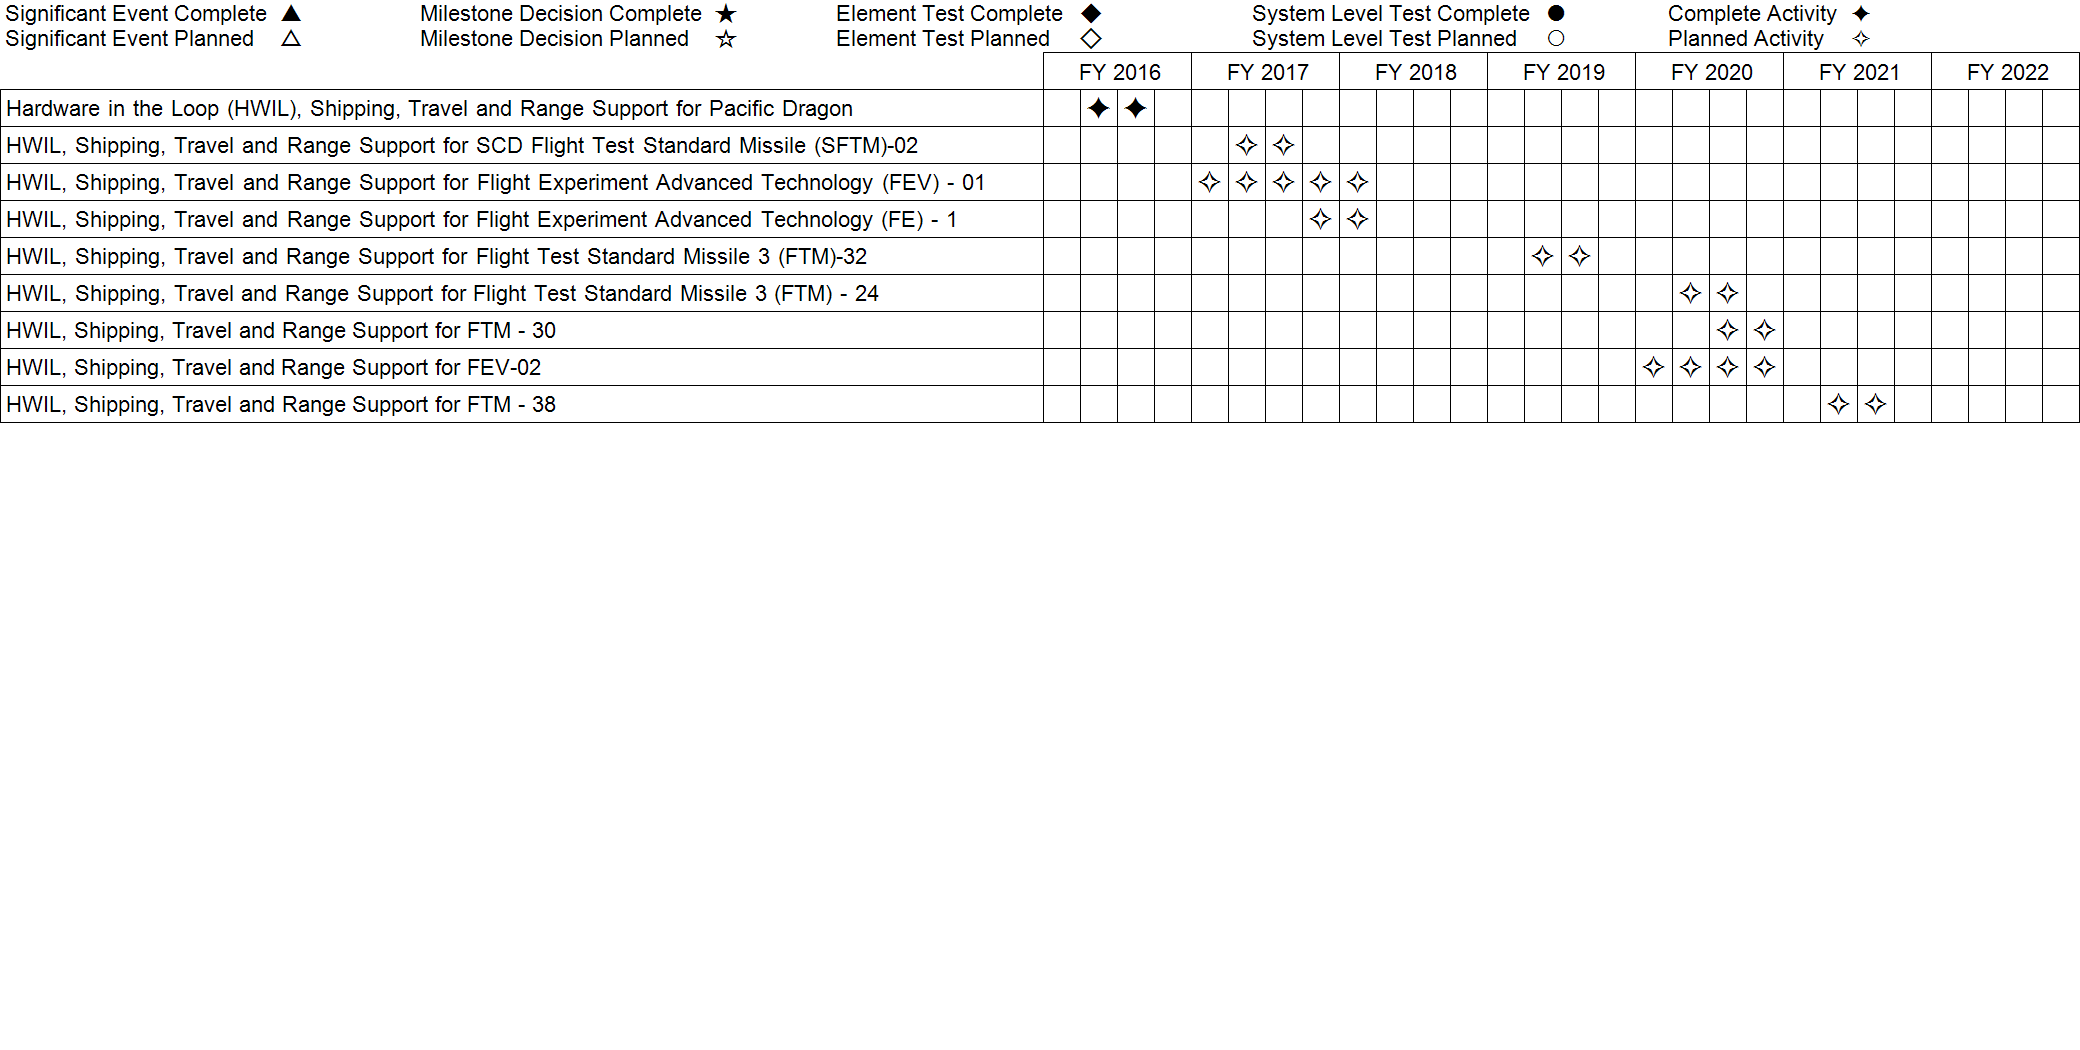 Significant Event Complete ▲ Milestone Decision Complete ★ Element Test Complete ◆ System Level Test Complete ● Complete Activity ✦
Significant Event Planned △ Milestone Decision Planned ☆ Element Test Planned ◇ System Level Test Planned ○ Planned Activity ✧
FY 2016 FY 2017 FY 2018 FY 2019 FY 2020 FY 2021 FY 2022
Hardware in the Loop (HWIL), Shipping, Travel and Range Support for Pacific Dragon ✦ ✦
HWIL, Shipping, Travel and Range Support for SCD Flight Test Standard Missile (SFTM)-02 ✧ ✧
HWIL, Shipping, Travel and Range Support for Flight Experiment Advanced Technology (FEV) - 01 ✧ ✧ ✧ ✧ ✧
HWIL, Shipping, Travel and Range Support for Flight Experiment Advanced Technology (FE) - 1 ✧ ✧
HWIL, Shipping, Travel and Range Support for Flight Test Standard Missile 3 (FTM)-32 ✧ ✧
HWIL, Shipping, Travel and Range Support for Flight Test Standard Missile 3 (FTM) - 24 ✧ ✧
HWIL, Shipping, Travel and Range Support for FTM - 30 ✧ ✧
HWIL, Shipping, Travel and Range Support for FEV-02 ✧ ✧ ✧ ✧
HWIL, Shipping, Travel and Range Support for FTM - 38 ✧ ✧